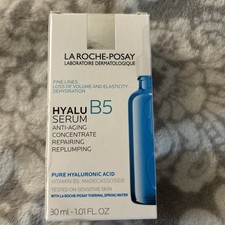 LA ROCHE-POSAY
LABORATOIRE DERMATOLOGIQUE
FINE LINES
LOSS OF VOLUME AND ELASTICITY
DEHYDRATION
HYALU B5
SERUM
ANTI-AGING
CONCENTRATE
REPAIRING
REPLUMPING
PURE HYALURONIC ACID
VITAMIN B5. MADECASSOSIDE
TESTED ON SENSITIVE SKIN
WITH LA ROCHE-POSAY THERMAL SPRING WATER
30 ml - 1.01 FL. OZ